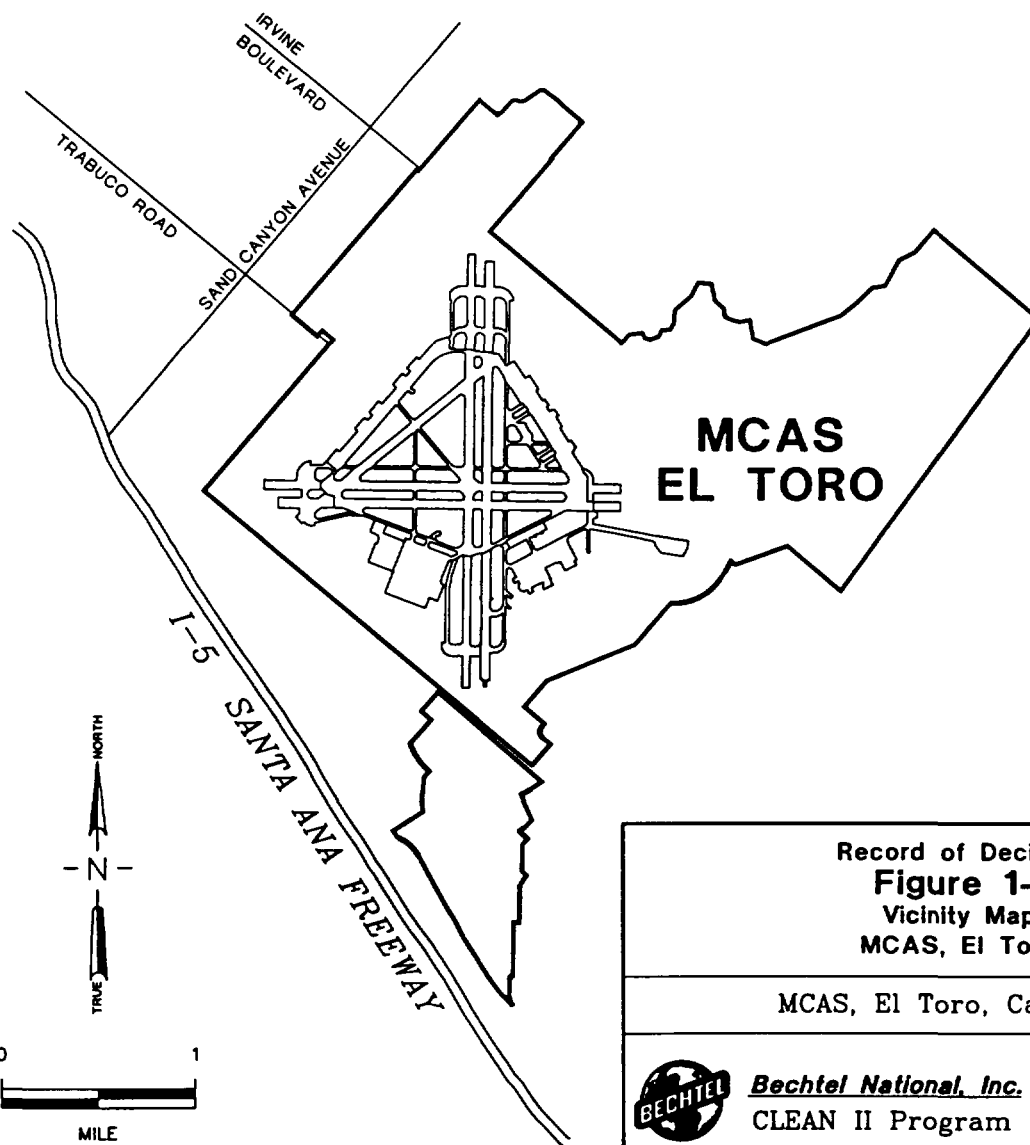 IRVINE
BOULEVARD
TRABUCO ROAD
SAND CANYON AVENUE
MCAS
EL TORO
I-5 SANTA ANA FREEWAY
NORTH
- N -
TRUE
0 1
MILE
Record of Deci
Figure 1-
Vicinity Map
MCAS, El To
MCAS, El Toro, Ca
BECHTEL
Bechtel National, Inc.
CLEAN II Program